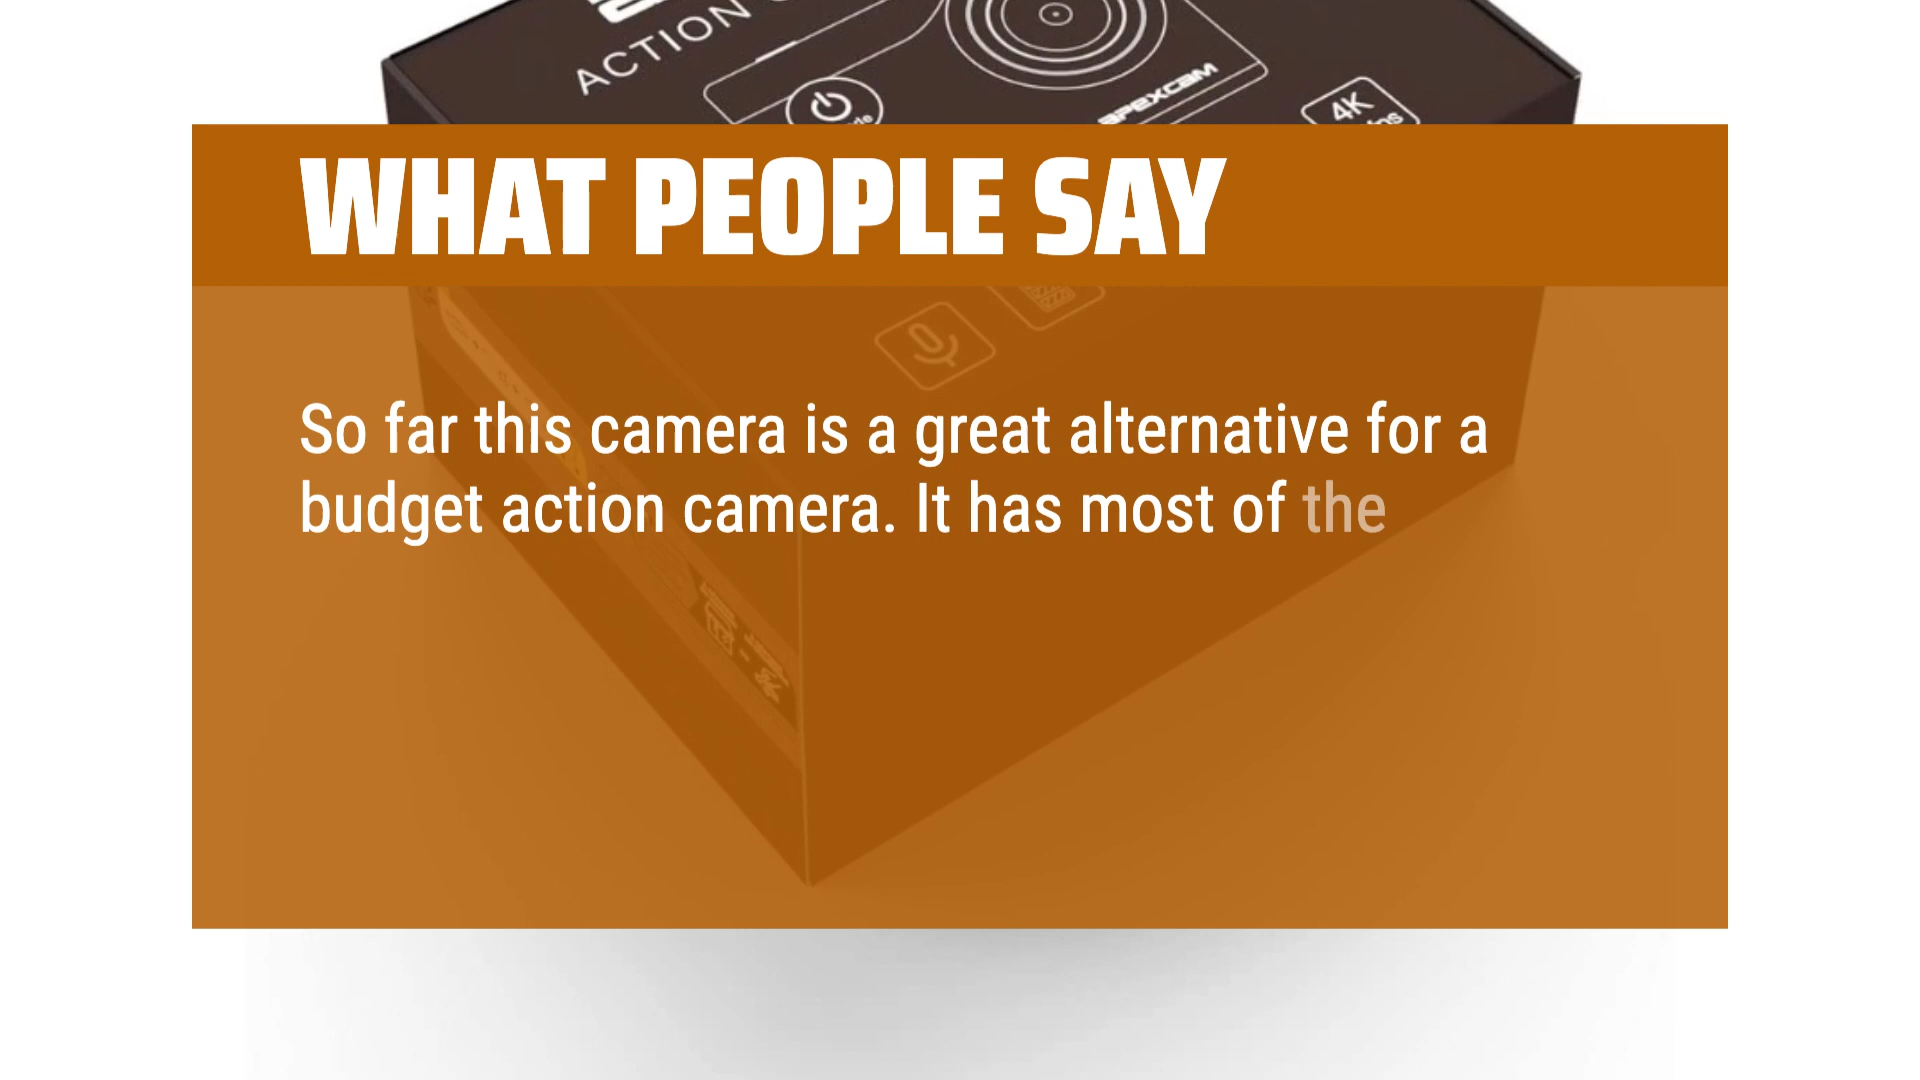 ACTION
apexcam
4K
WHAT PEOPLE SAY
So far this camera is a great alternative for a
budget action camera. It has most of the